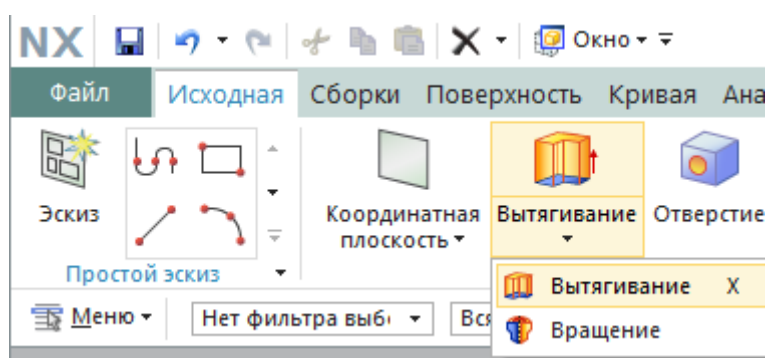 NX Окно
Файл Исходная Сборки Поверхность Кривая Ана
Эскиз Координатная плоскость Вытягивание Отверстие
Простой эскиз
Вытягивание X
Меню Нет фильтра выб Вся
Вращение